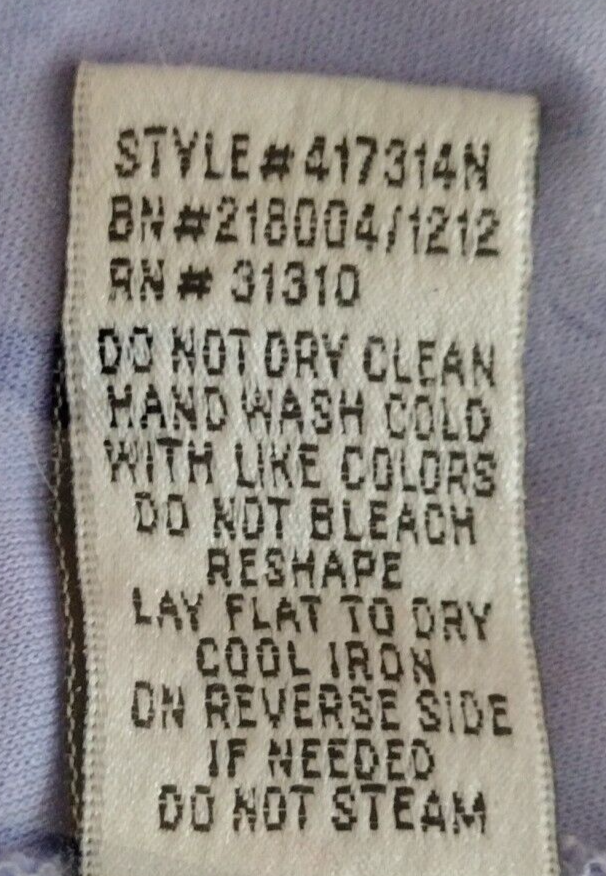 STYLE # 417314N
BN # 218004/1212
RN # 31310
DO NOT DRY CLEAN
HAND WASH COLD
WITH LIKE COLORS
DO NOT BLEACH
RESHAPE
LAY FLAT TO DRY
COOL IRON
ON REVERSE SIDE
IF NEEDED
DO NOT STEAM